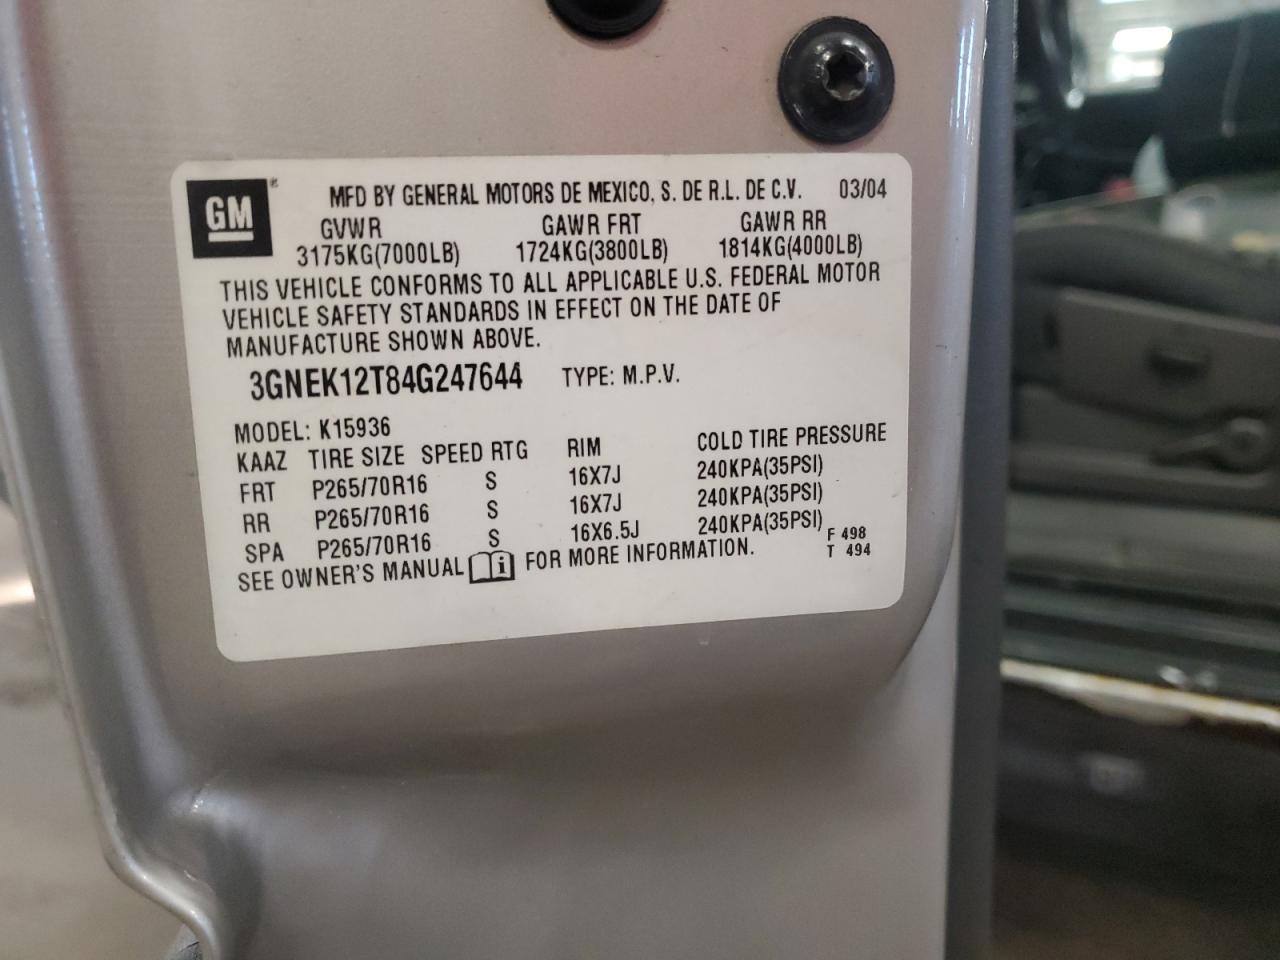 GM® MFD BY GENERAL MOTORS DE MEXICO, S. DE R.L. DE C.V. 03/04
GVWR GAWR FRT GAWR RR
3175KG(7000LB) 1724KG(3800LB) 1814KG(4000LB)
THIS VEHICLE CONFORMS TO ALL APPLICABLE U.S. FEDERAL MOTOR
VEHICLE SAFETY STANDARDS IN EFFECT ON THE DATE OF
MANUFACTURE SHOWN ABOVE.
3GNEK12T84G247644 TYPE: M.P.V.
MODEL: K15936
KAAZ TIRE SIZE SPEED RTG RIM COLD TIRE PRESSURE
FRT P265/70R16 S 16X7J 240KPA(35PSI)
RR P265/70R16 S 16X7J 240KPA(35PSI)
SPA P265/70R16 S 16X6.5J 240KPA(35PSI)
SEE OWNER'S MANUAL i FOR MORE INFORMATION.
F 498
T 494